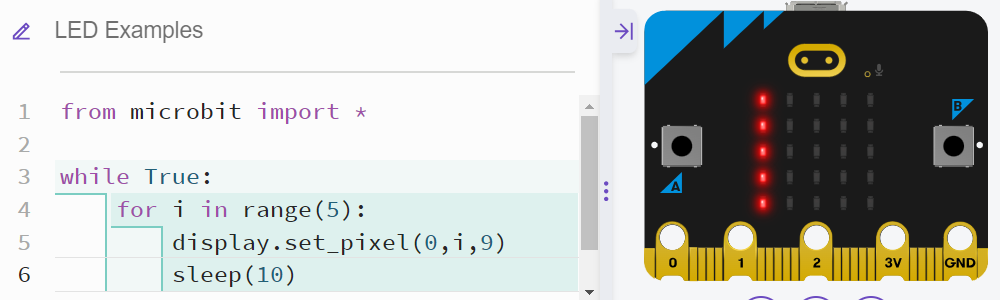 LED Examples
1 from microbit import *
2
3 while True:
4 for i in range(5):
5 display.set_pixel(0,i,9)
6 sleep(10)
A
B
0 1 2 3V GND